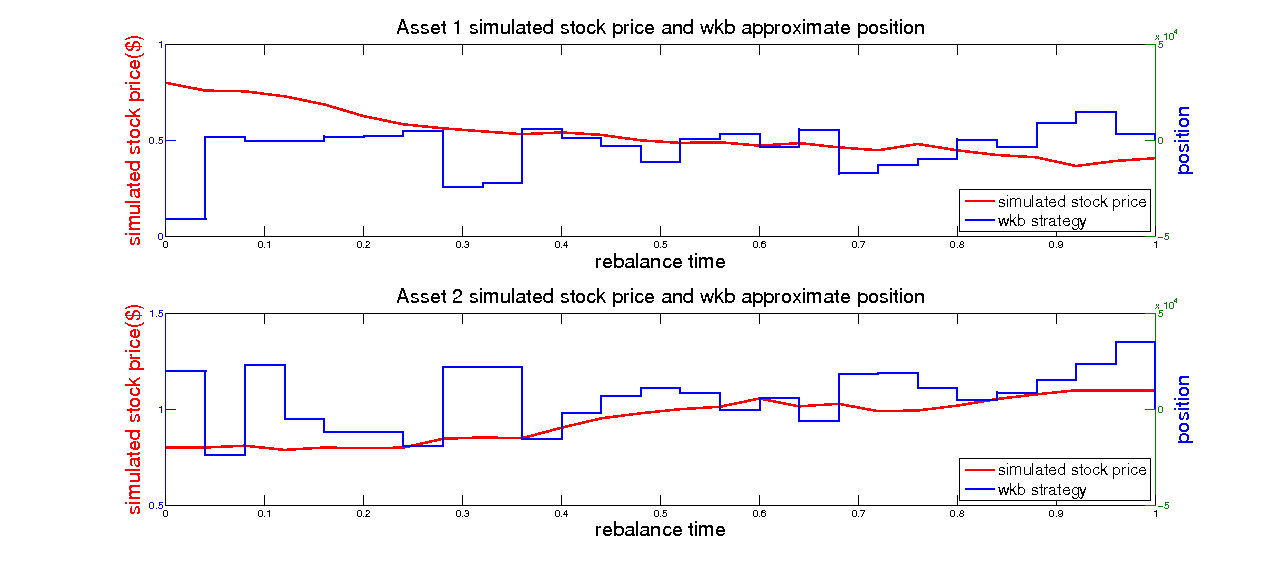 Asset 1 simulated stock price and wkb approximate position
x 10^4
1
0.5
0
5
0
−5
simulated stock price($)
position
simulated stock price
wkb strategy
0 0.1 0.2 0.3 0.4 0.5 0.6 0.7 0.8 0.9 1
rebalance time
Asset 2 simulated stock price and wkb approximate position
x 10^4
1.5
1
0.5
5
0
−5
simulated stock price($)
position
simulated stock price
wkb strategy
0 0.1 0.2 0.3 0.4 0.5 0.6 0.7 0.8 0.9 1
rebalance time